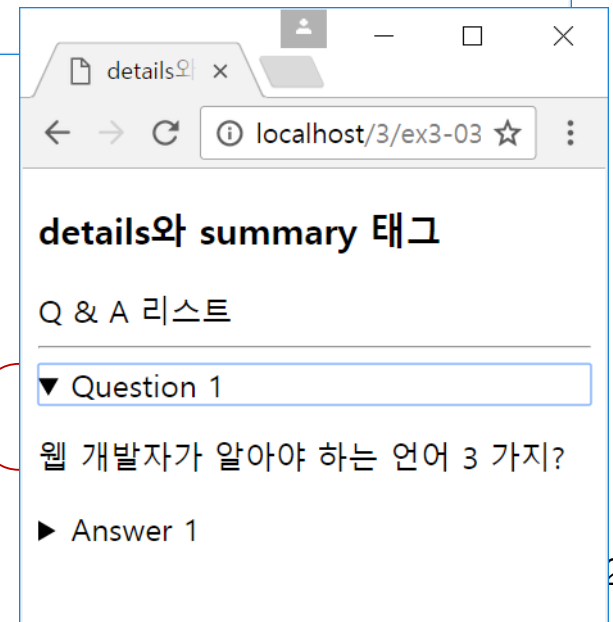 details와
localhost/3/ex3-03
details와 summary 태그
Q & A 리스트
▼ Question 1
웹 개발자가 알아야 하는 언어 3 가지?
▶ Answer 1